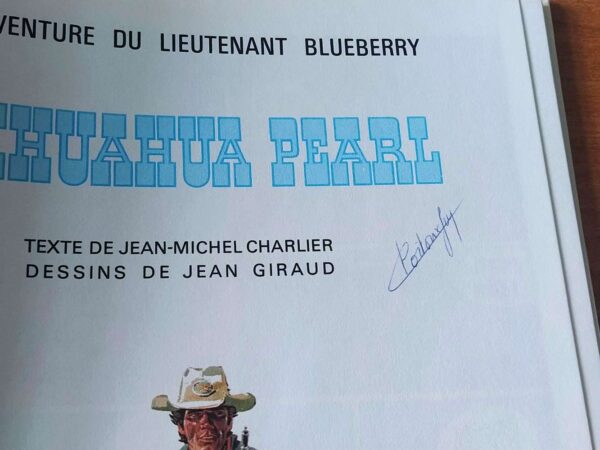 VENTURE DU LIEUTENANT BLUEBERRY
HUAHUA PEARL
TEXTE DE JEAN-MICHEL CHARLIER
DESSINS DE JEAN GIRAUD